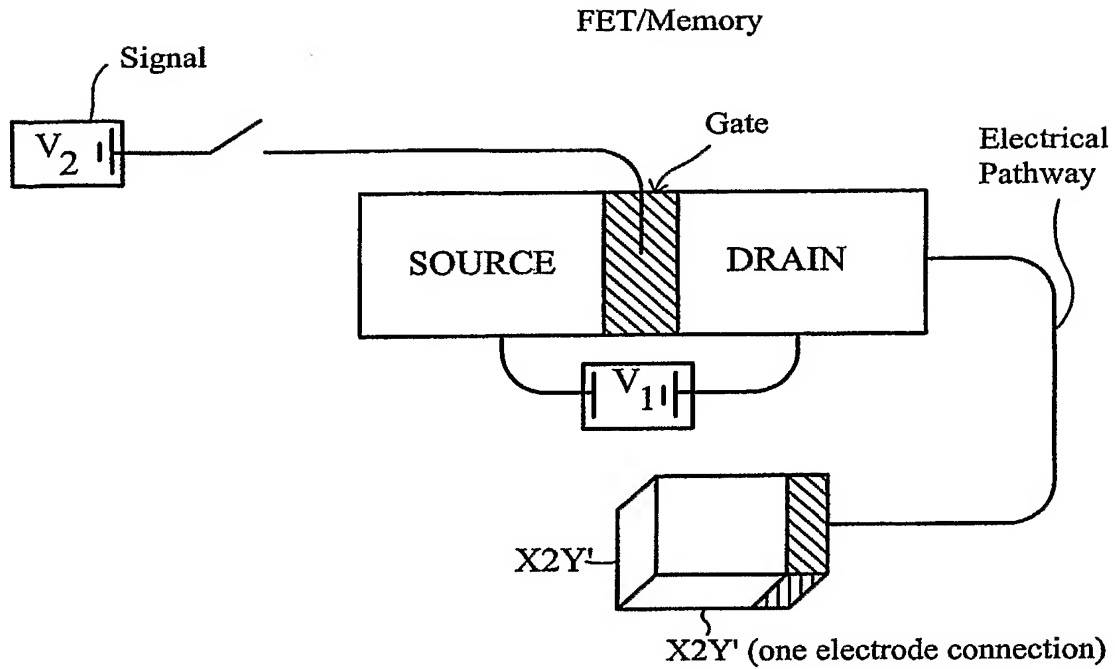 FET/Memory
Signal
V2
Gate
Electrical
Pathway
SOURCE
DRAIN
V1
X2Y'
X2Y' (one electrode connection)